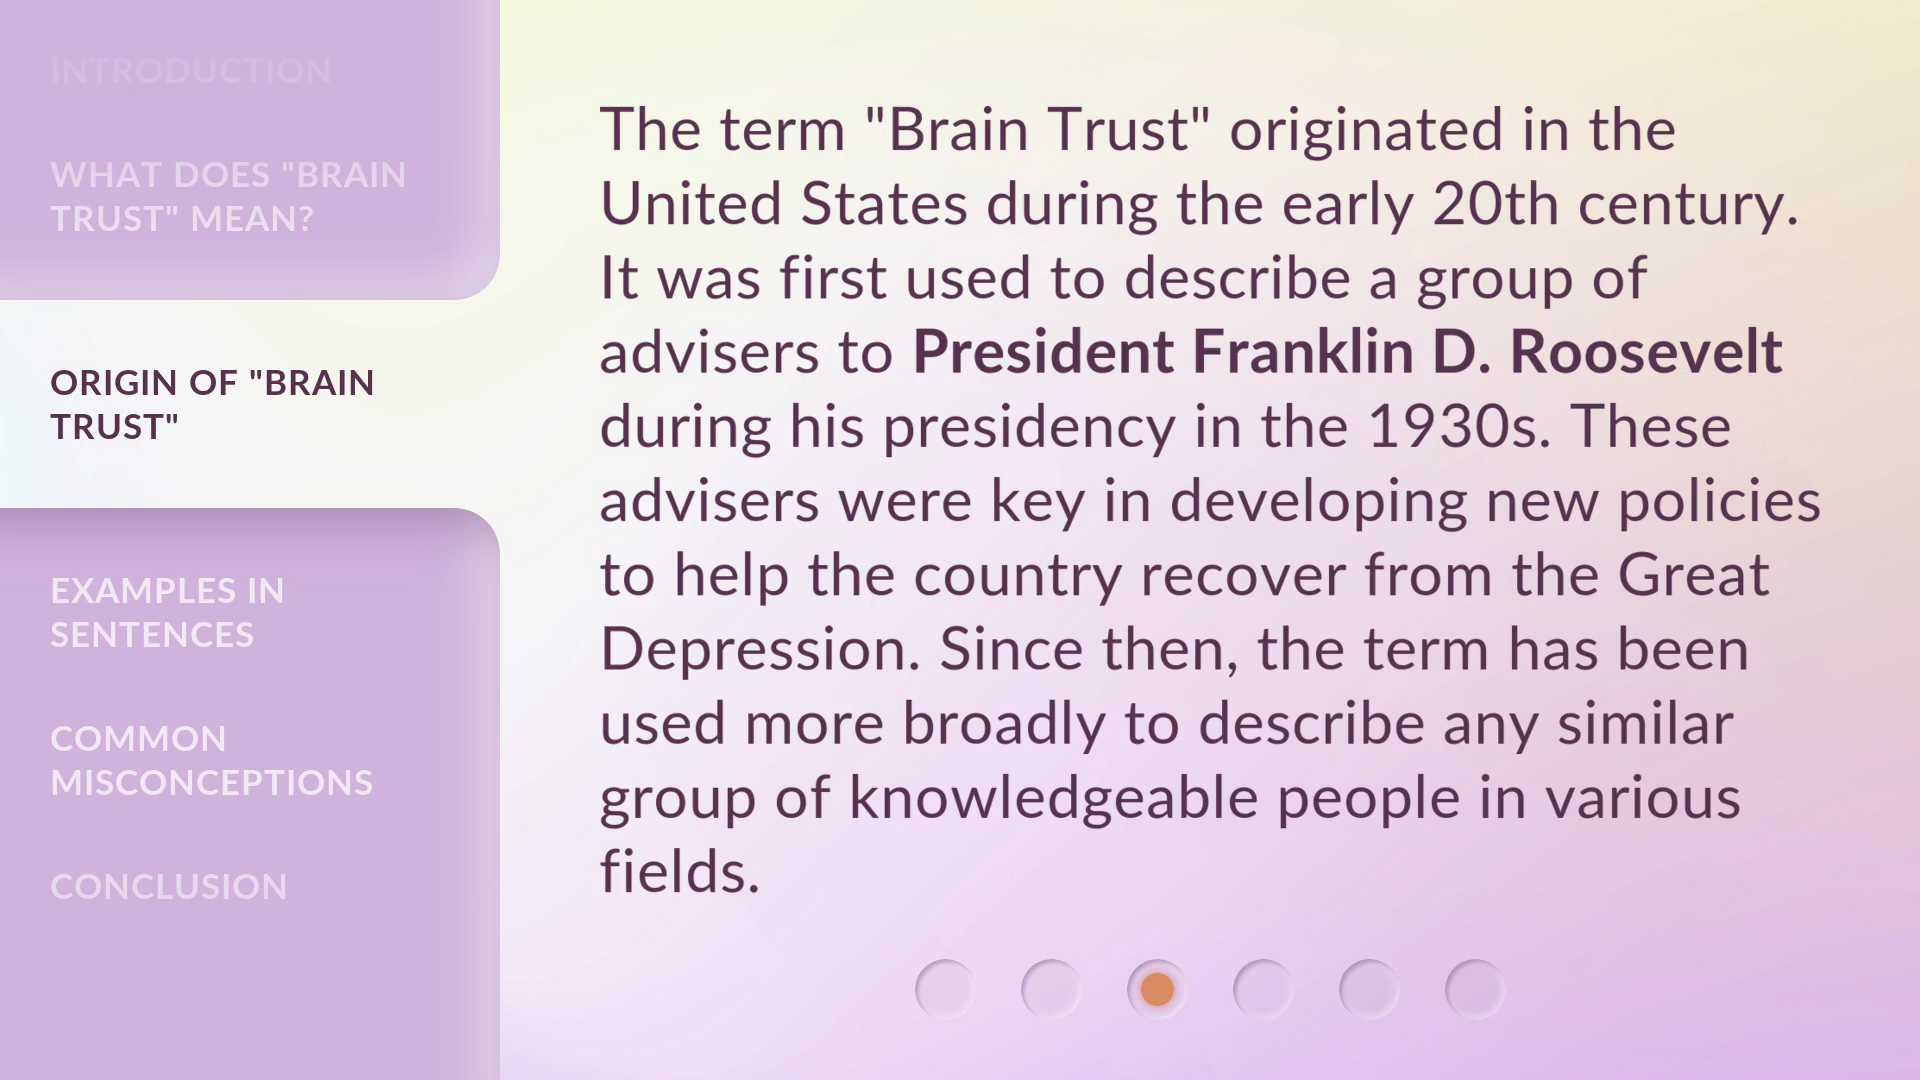 INTRODUCTION
WHAT DOES "BRAIN
TRUST" MEAN?
ORIGIN OF "BRAIN
TRUST"
EXAMPLES IN
SENTENCES
COMMON
MISCONCEPTIONS
CONCLUSION
The term "Brain Trust" originated in the
United States during the early 20th century.
It was first used to describe a group of
advisers to President Franklin D. Roosevelt
during his presidency in the 1930s. These
advisers were key in developing new policies
to help the country recover from the Great
Depression. Since then, the term has been
used more broadly to describe any similar
group of knowledgeable people in various
fields.